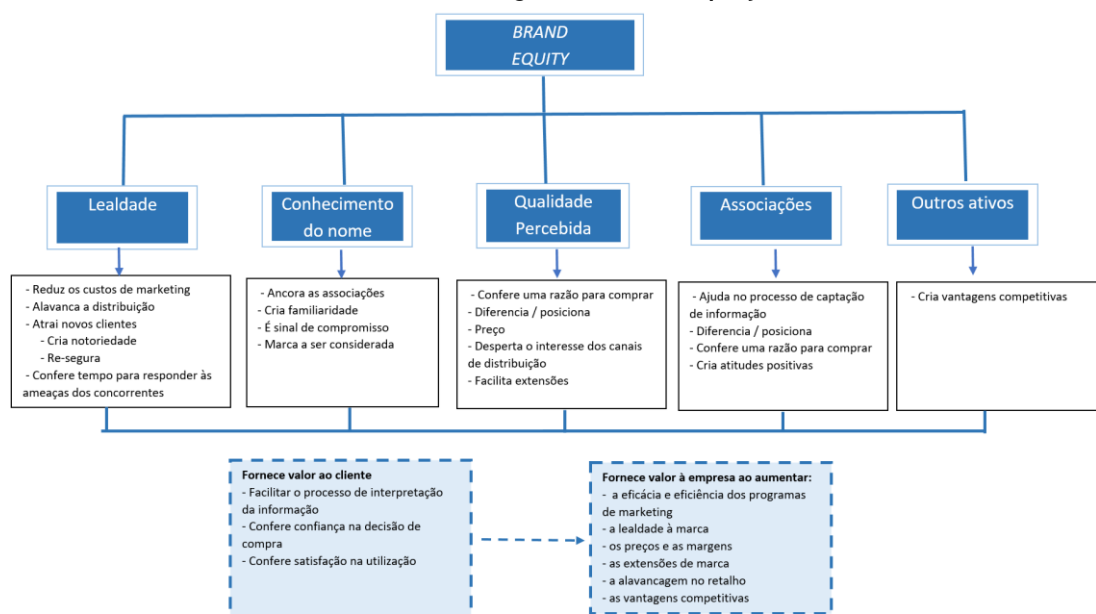 BRAND
EQUITY
Lealdade
Conhecimento
do nome
Qualidade
Percebida
Associações
Outros ativos
- Reduz os custos de marketing
- Alavanca a distribuição
- Atrai novos clientes
- Cria notoriedade
- Re-segura
- Confere tempo para responder às
ameaças dos concorrentes
- Ancora as associações
- Cria familiaridade
- É sinal de compromisso
- Marca a ser considerada
- Confere uma razão para comprar
- Diferencia / posiciona
- Preço
- Desperta o interesse dos canais
de distribuição
- Facilita extensões
- Ajuda no processo de captação
de informação
- Diferencia / posiciona
- Confere uma razão para comprar
- Cria atitudes positivas
- Cria vantagens competitivas
Fornece valor ao cliente
- Facilitar o processo de interpretação
da informação
- Confere confiança na decisão de
compra
- Confere satisfação na utilização
Fornece valor à empresa ao aumentar:
- a eficácia e eficiência dos programas
de marketing
- a lealdade à marca
- os preços e as margens
- as extensões de marca
- a alavancagem no retalho
- as vantagens competitivas